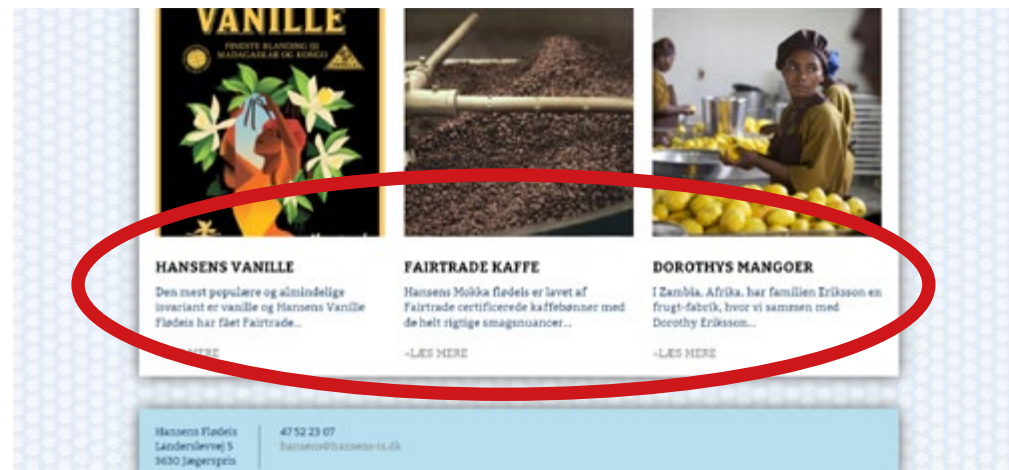 VANILLE
FINESTE BLANDING AF
MADAGASKAR OG KONGO
HANSENS VANILLE
Den mest populære og almindelige
isvariant er vanille og Hansens Vanille
Flødeis har fået Fairtrade...
FAIRTRADE KAFFE
Hansens Mokka flødeis er lavet af
Fairtrade certificerede kaffebønner med
de helt rigtige smagsnuancer...
-LÆS MERE
DOROTHYS MANGOER
I Zambia, Afrika, har familien Eriksson en
frugt-fabrik, hvor vi sammen med
Dorothy Eriksson...
-LÆS MERE
Hansens Flødeis
Landerslevvej 5
3630 Jægerspris
47 52 23 07
hansens@hansens-is.dk